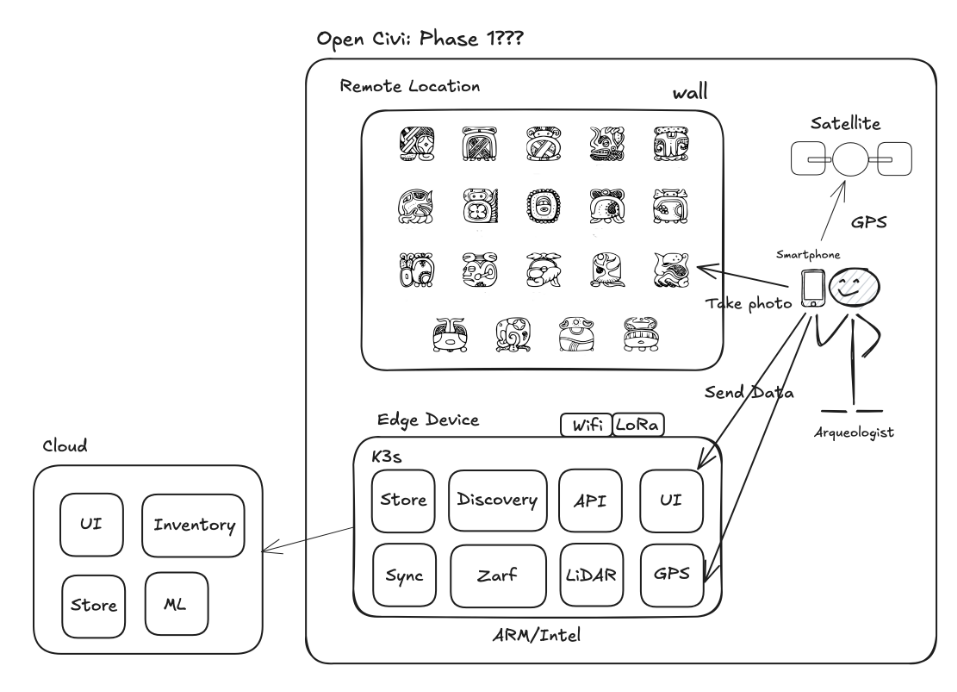 Open Civi: Phase 1???
Remote Location
wall
Satellite
GPS
Smartphone
Take photo
Send Data
Arqueologist
Edge Device
Wifi
LoRa
K3s
Store
Discovery
API
UI
Sync
Zarf
LiDAR
GPS
ARM/Intel
Cloud
UI
Inventory
Store
ML